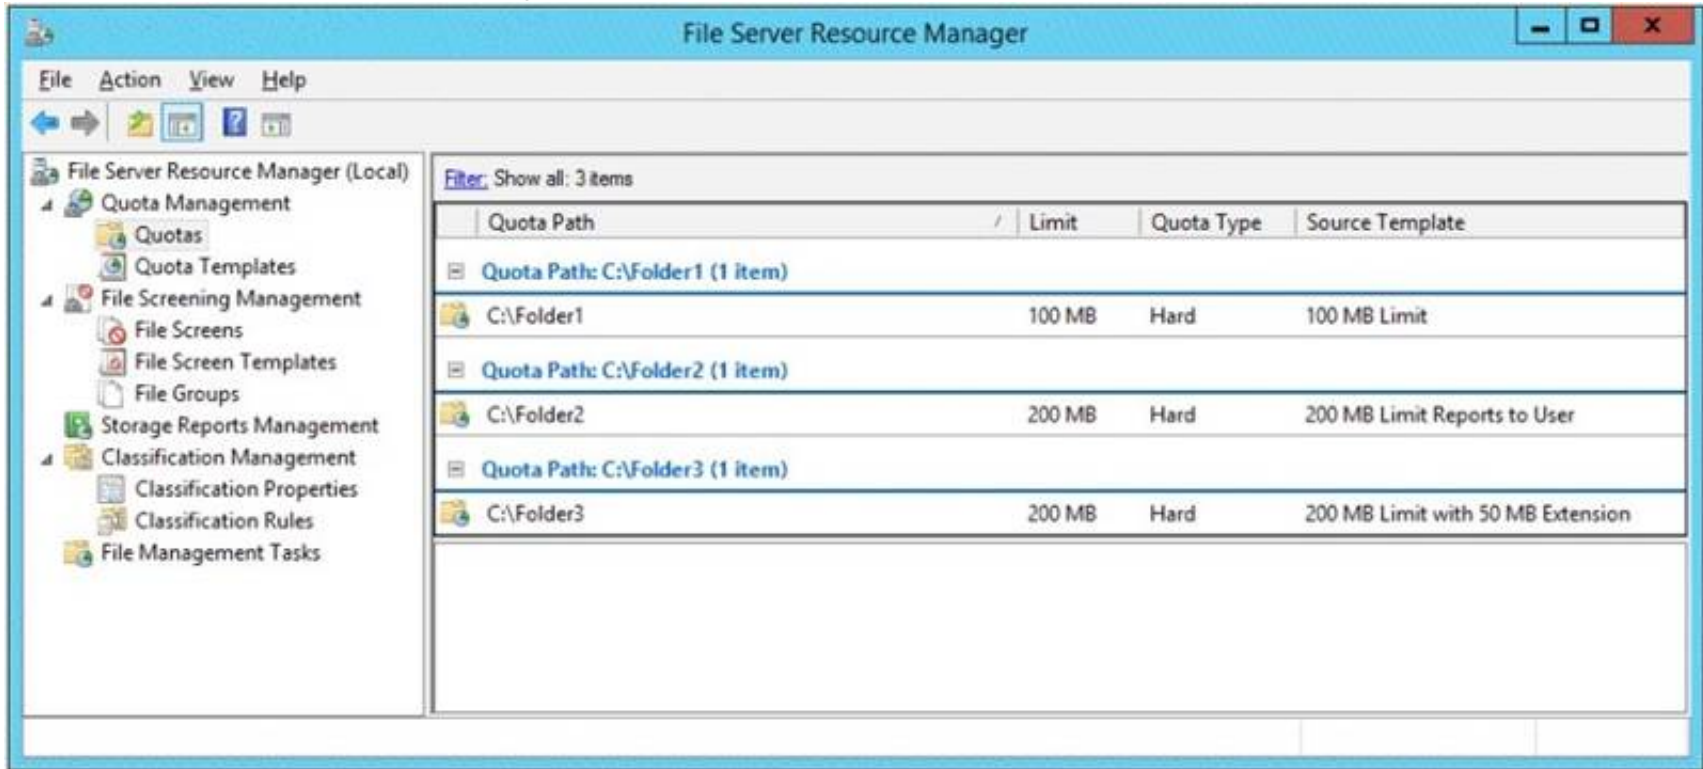 File Server Resource Manager
File Action View Help
File Server Resource Manager (Local)
Quota Management
Quotas
Quota Templates
File Screening Management
File Screens
File Screen Templates
File Groups
Storage Reports Management
Classification Management
Classification Properties
Classification Rules
File Management Tasks
Filter: Show all: 3 items
Quota Path / Limit Quota Type Source Template
Quota Path: C:\Folder1 (1 item)
C:\Folder1 100 MB Hard 100 MB Limit
Quota Path: C:\Folder2 (1 item)
C:\Folder2 200 MB Hard 200 MB Limit Reports to User
Quota Path: C:\Folder3 (1 item)
C:\Folder3 200 MB Hard 200 MB Limit with 50 MB Extension